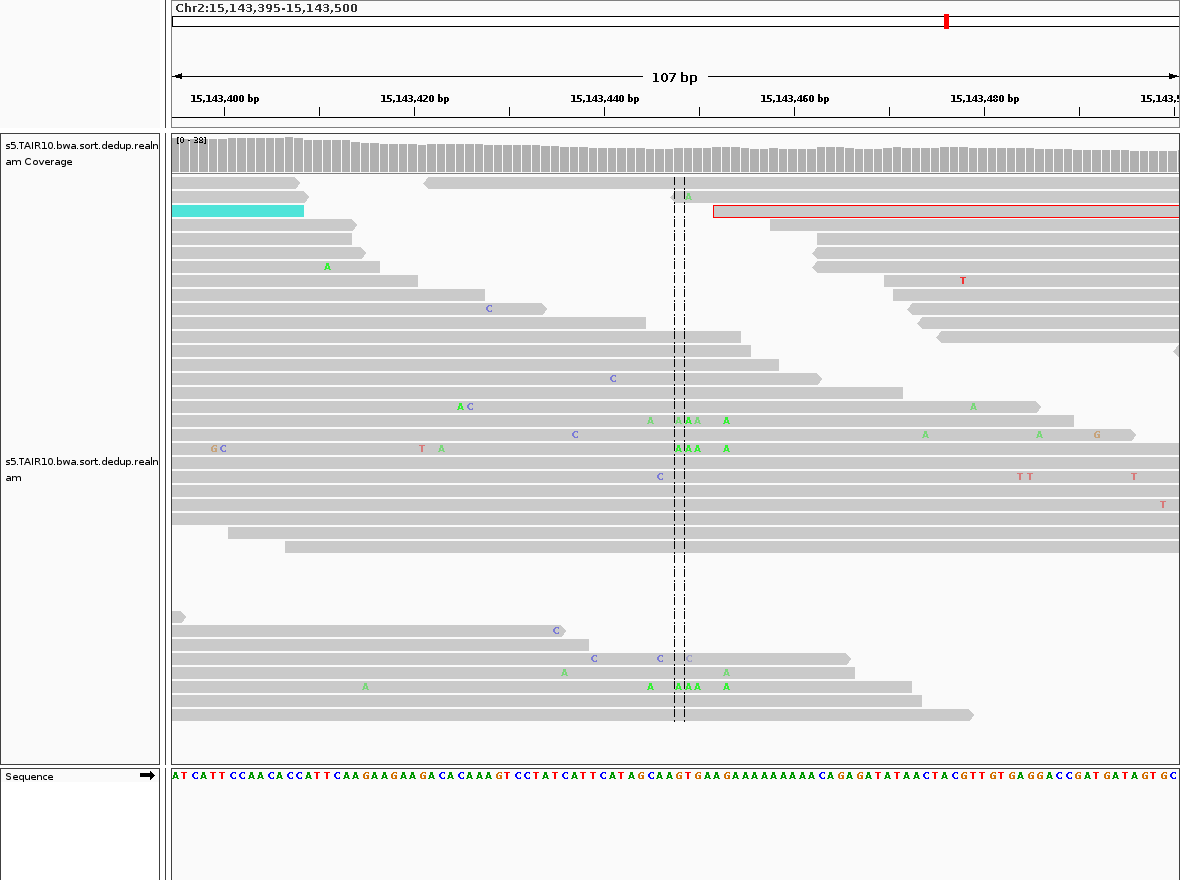 Chr2:15,143,395-15,143,500
107 bp
15,143,400 bp 15,143,420 bp 15,143,440 bp 15,143,460 bp 15,143,480 bp 15,143,5
[0 - 38]
s5.TAIR10.bwa.sort.dedup.realn
am Coverage
A
A
T
C
C
A C A
A A A A A
C A A G
G C T A A A A A
s5.TAIR10.bwa.sort.dedup.realn
am
C T T T
T
C
C C C
A A
A A A A A A
Sequence
ATCATTCCAACACCATTCAAGAAGAAGACACAAAGTCCTATCATTCATAGCAAGTGAAGAAAAAAAAACAGAGATATAACTACGTTGTGAGGACCGATGATAGTGC